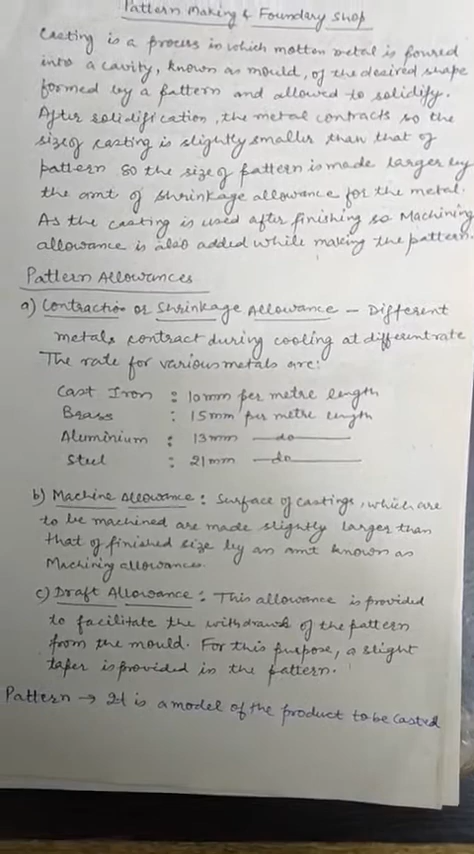 Pattern Making & Foundary Shop
Casting is a process in which motten metal is poured
into a cavity, known as mould, of the desired shape
formed by a pattern and allowed to solidify.
After solidification, the metal contracts so the
size of casting is slightly smaller than that of
pattern so the size of pattern is made larger by
the amt of shrinkage allowance for the metal.
As the casting is used after finishing so Machining
allowance is also added while making the pattern.
Pattern Allowances
a) Contraction or Shrinkage Allowance - Different
metals contract during cooling at different rate
The rate for various metals are:
Cast Iron : 10mm per metre length
Brass : 15mm per metre length
Aluminium : 13mm —do—
Steel : 21mm —do—
b) Machine Allowance : Surface of castings, which are
to be machined are made slightly larger than
that of finished size by an amt known as
Machining allowances.
c) Draft Allowance : This allowance is provided
to facilitate the withdrawl of the pattern
from the mould. For this purpose, a slight
taper is provided in the pattern.
Pattern → It is a model of the product to be casted